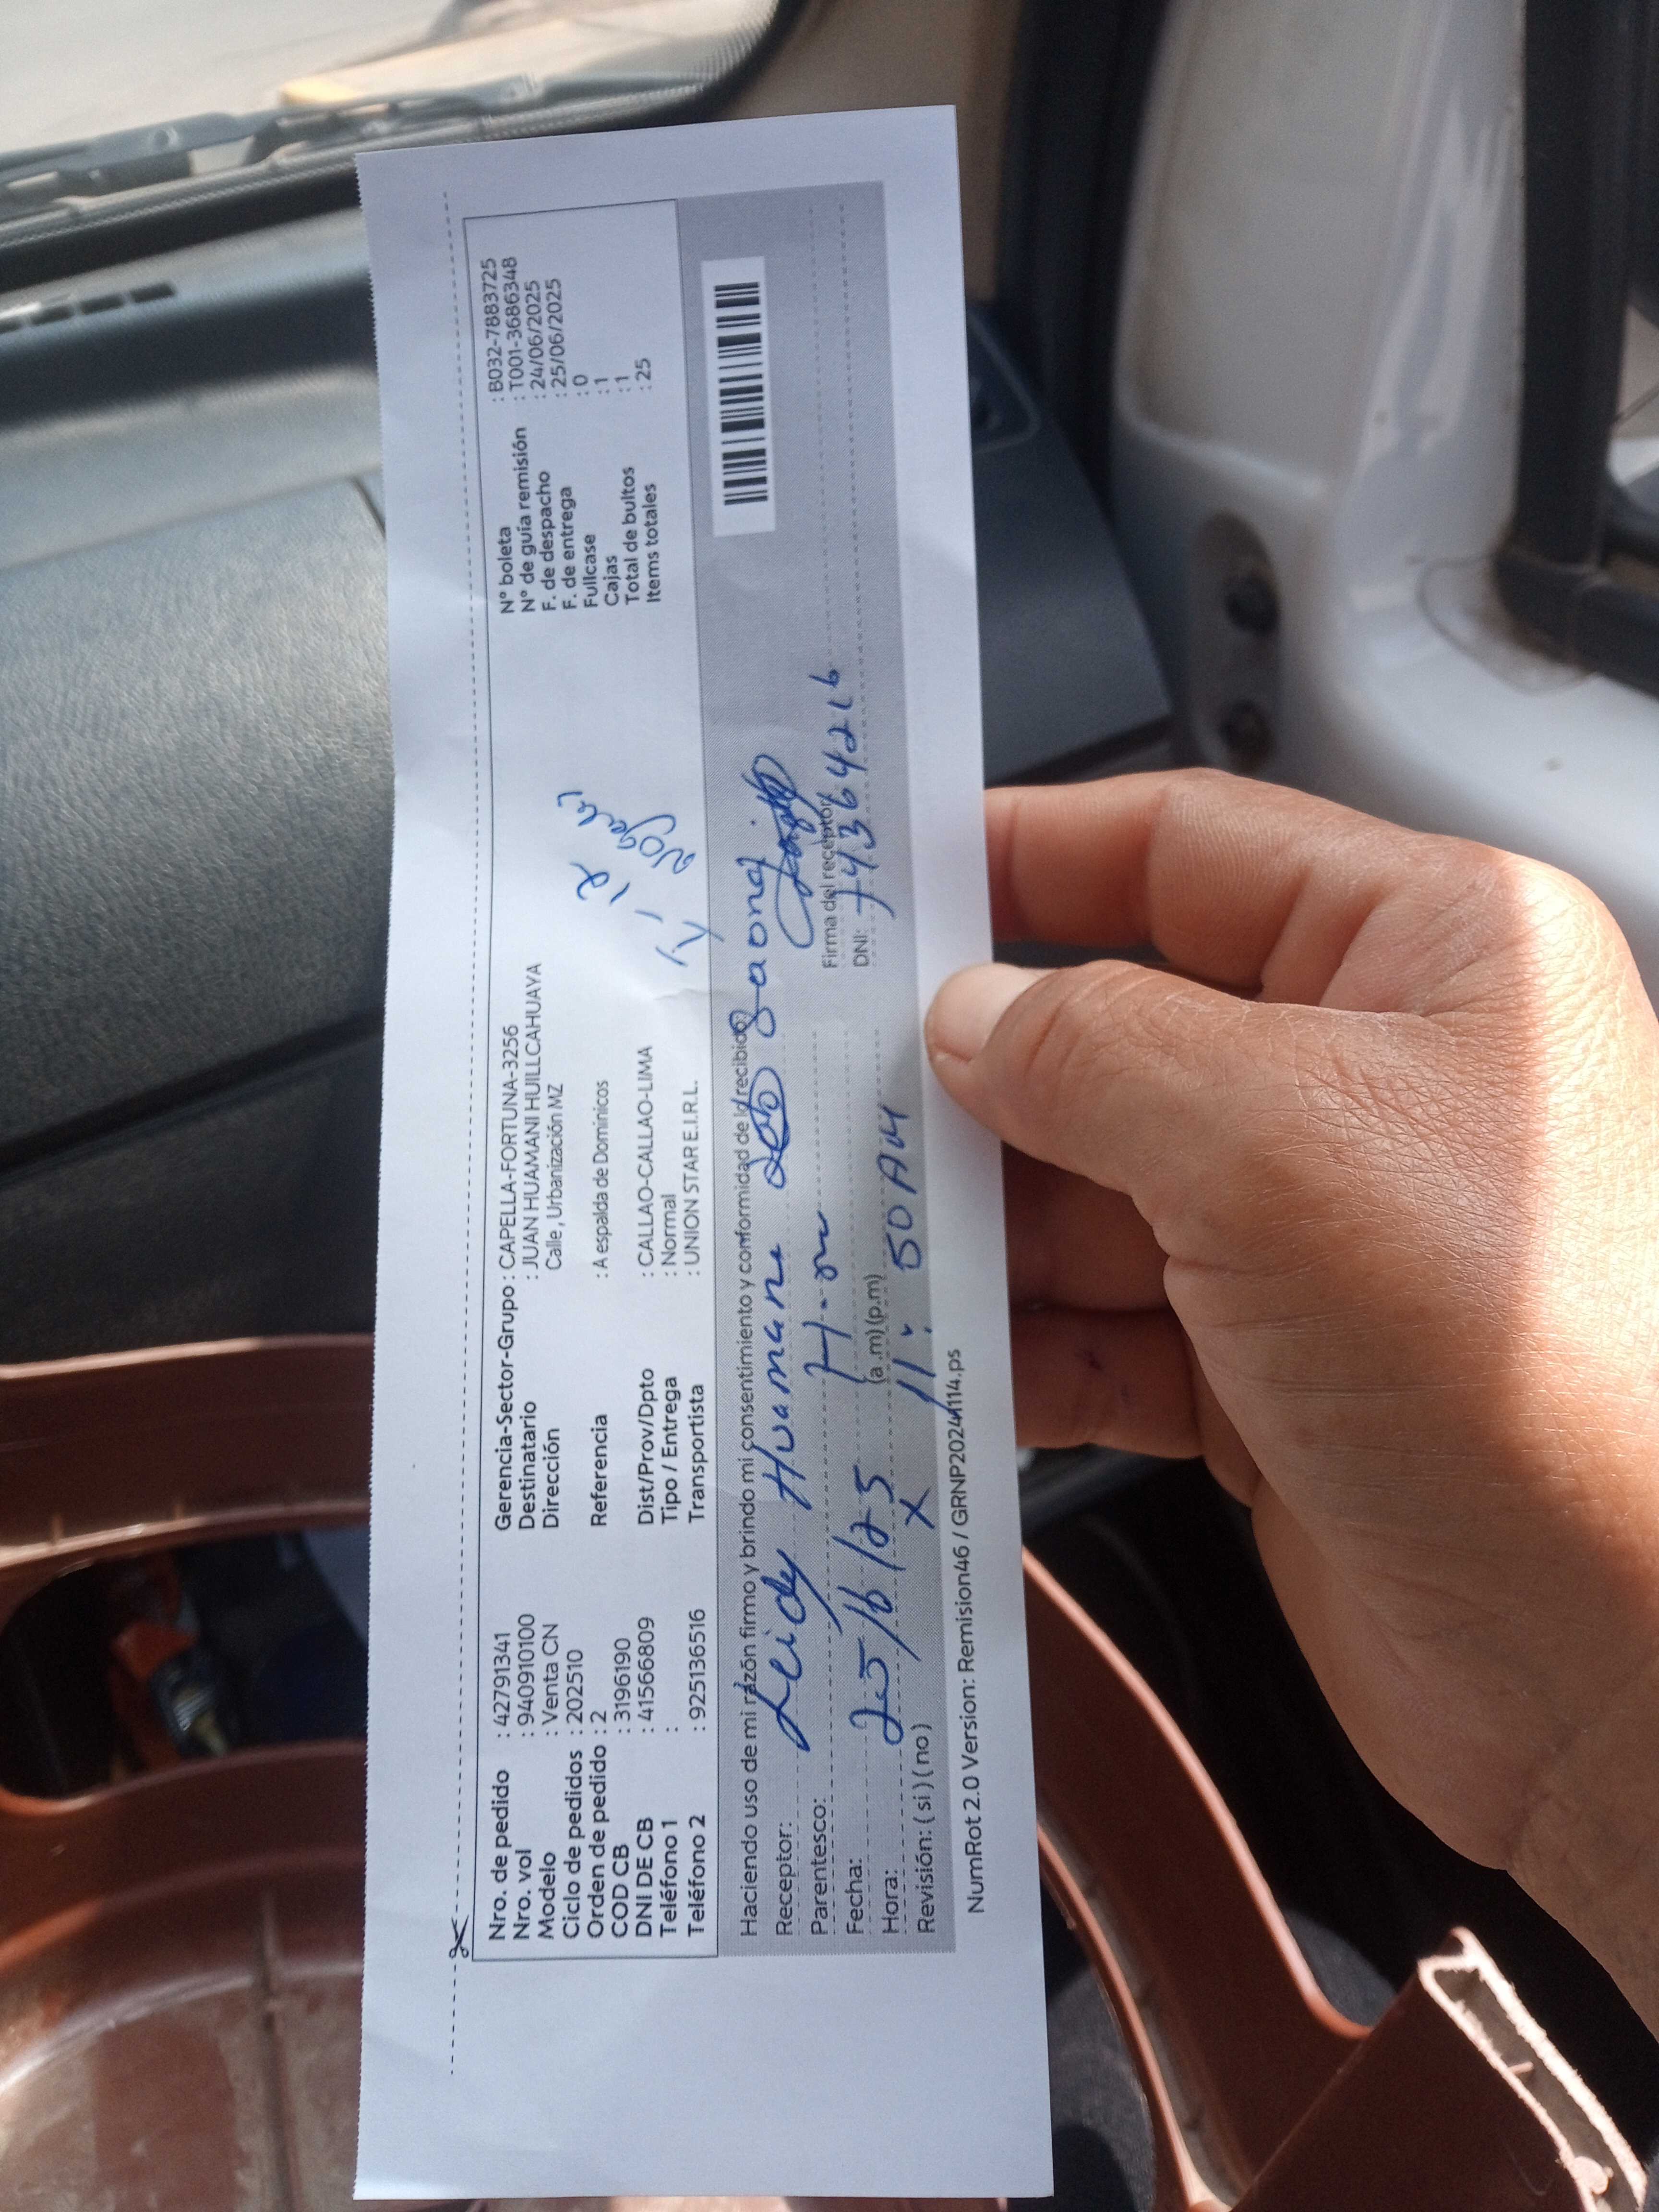 Nro. de pedido : 42791341
Nro. vol : 940910100
Modelo : Venta CN
Ciclo de pedidos : 202510
Orden de pedido : 2
COD CB : 3196190
DNI DE CB : 41566809
Teléfono 1 :
Teléfono 2 : 925136516
Gerencia-Sector-Grupo : CAPELLA-FORTUNA-3256
Destinatario : JUAN HUAMANI HUILLCAHUAYA
Dirección Calle , Urbanización MZ
Referencia : A espalda de Dominicos
Dist/Prov/Dpto : CALLAO-CALLAO-LIMA
Tipo / Entrega : Normal
Transportista : UNION STAR E.I.R.L.
N° boleta : B032-7883725
N° de guía remisión : T001-3686348
F. de despacho : 24/06/2025
F. de entrega : 25/06/2025
Fullcase : 0
Cajas : 1
Total de bultos : 1
Items totales : 25
Haciendo uso de mi razón firmo y brindo mi consentimiento y conformidad de lo recibido
Receptor: Leidy Huamani
Parentesco:
Fecha: 25/6/25
Hora: (a .m) (p.m) 11:50 AM
Revisión: ( si ) ( no ) X
Firma del receptor
DNI: 74364216
NumRot 2.0 Version: Remision46 / GRNP20241114.ps